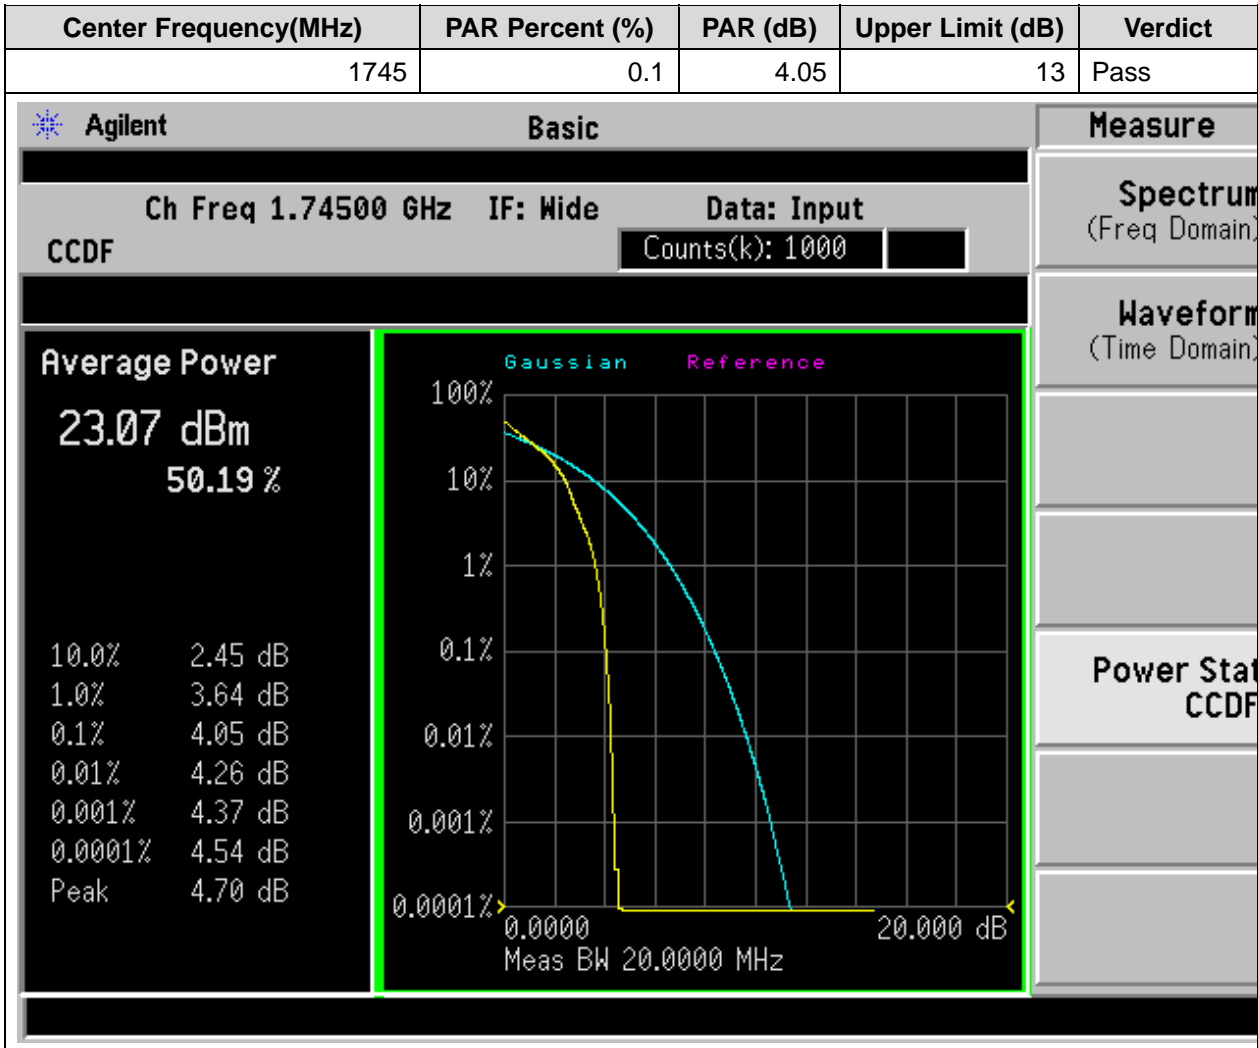 Center Frequency(MHz) PAR Percent (%) PAR (dB) Upper Limit (dB) Verdict
1745 0.1 4.05 13 Pass
Agilent Basic Measure
Ch Freq 1.74500 GHz IF: Wide Data: Input
CCDF Counts(k): 1000
Spectrum
(Freq Domain)
Waveform
(Time Domain)
Power Stat
CCDF
Average Power
23.07 dBm
50.19 %
10.0% 2.45 dB
1.0% 3.64 dB
0.1% 4.05 dB
0.01% 4.26 dB
0.001% 4.37 dB
0.0001% 4.54 dB
Peak 4.70 dB
Gaussian Reference
100%
10%
1%
0.1%
0.01%
0.001%
0.0001%
0.0000 20.000 dB
Meas BW 20.0000 MHz